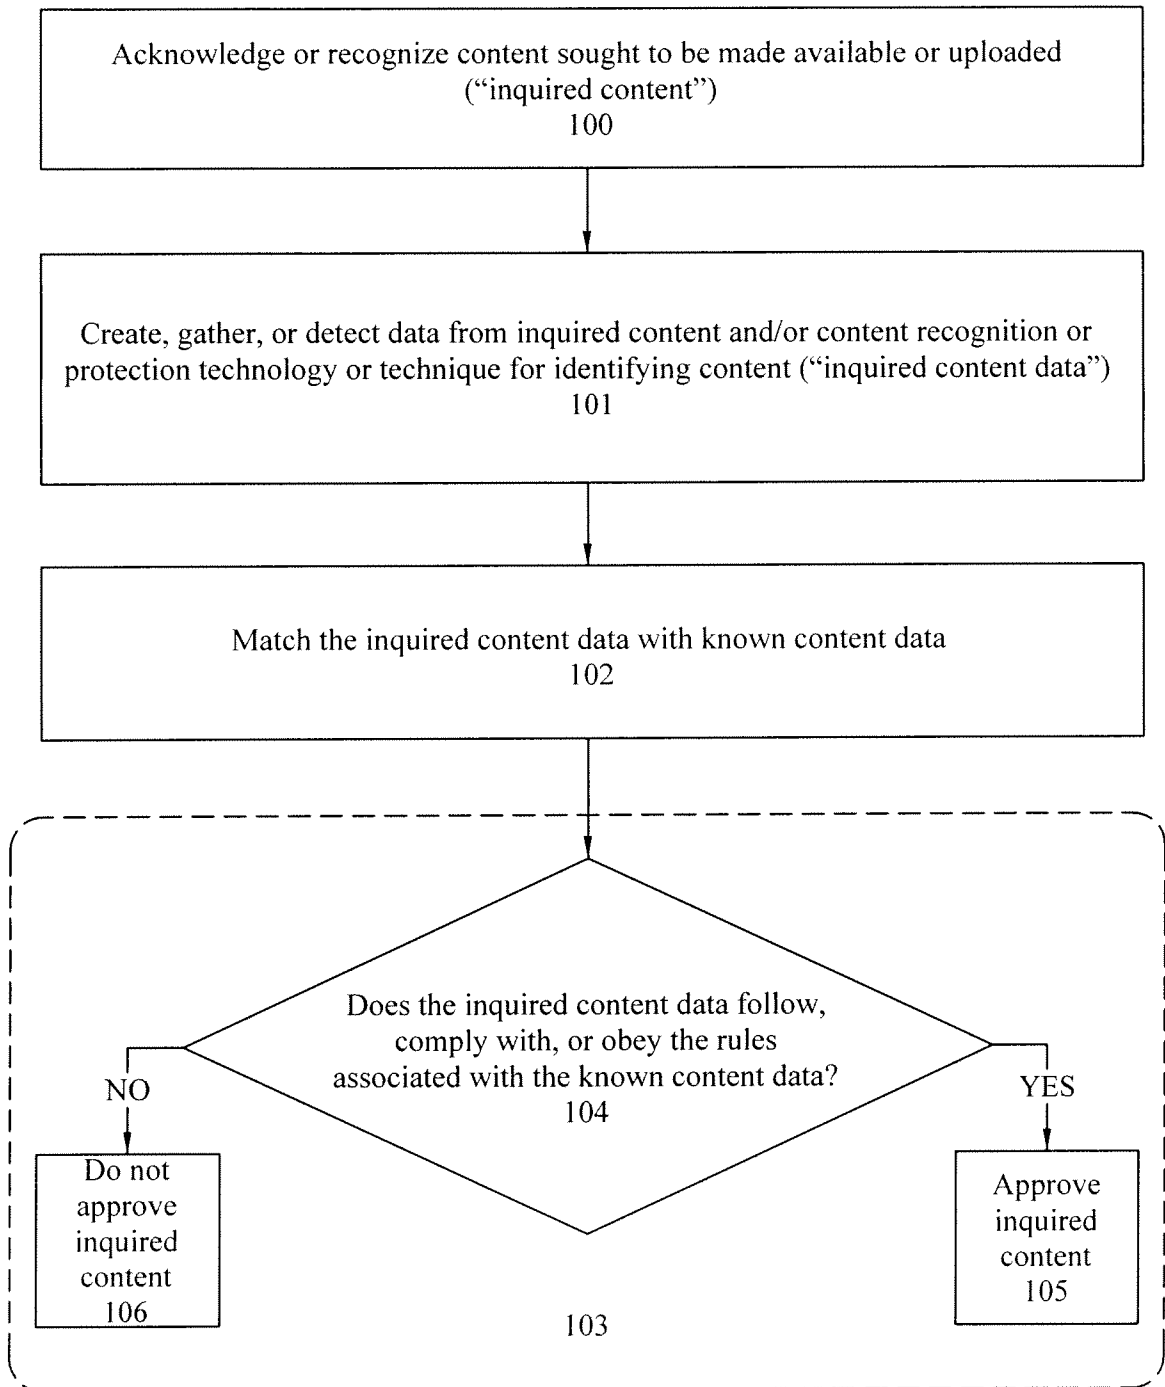 Acknowledge or recognize content sought to be made available or uploaded
(“inquired content”)
100
Create, gather, or detect data from inquired content and/or content recognition or
protection technology or technique for identifying content (“inquired content data”)
101
Match the inquired content data with known content data
102
Does the inquired content data follow,
comply with, or obey the rules
associated with the known content data?
104
NO
YES
Do not
approve
inquired
content
106
Approve
inquired
content
105
103